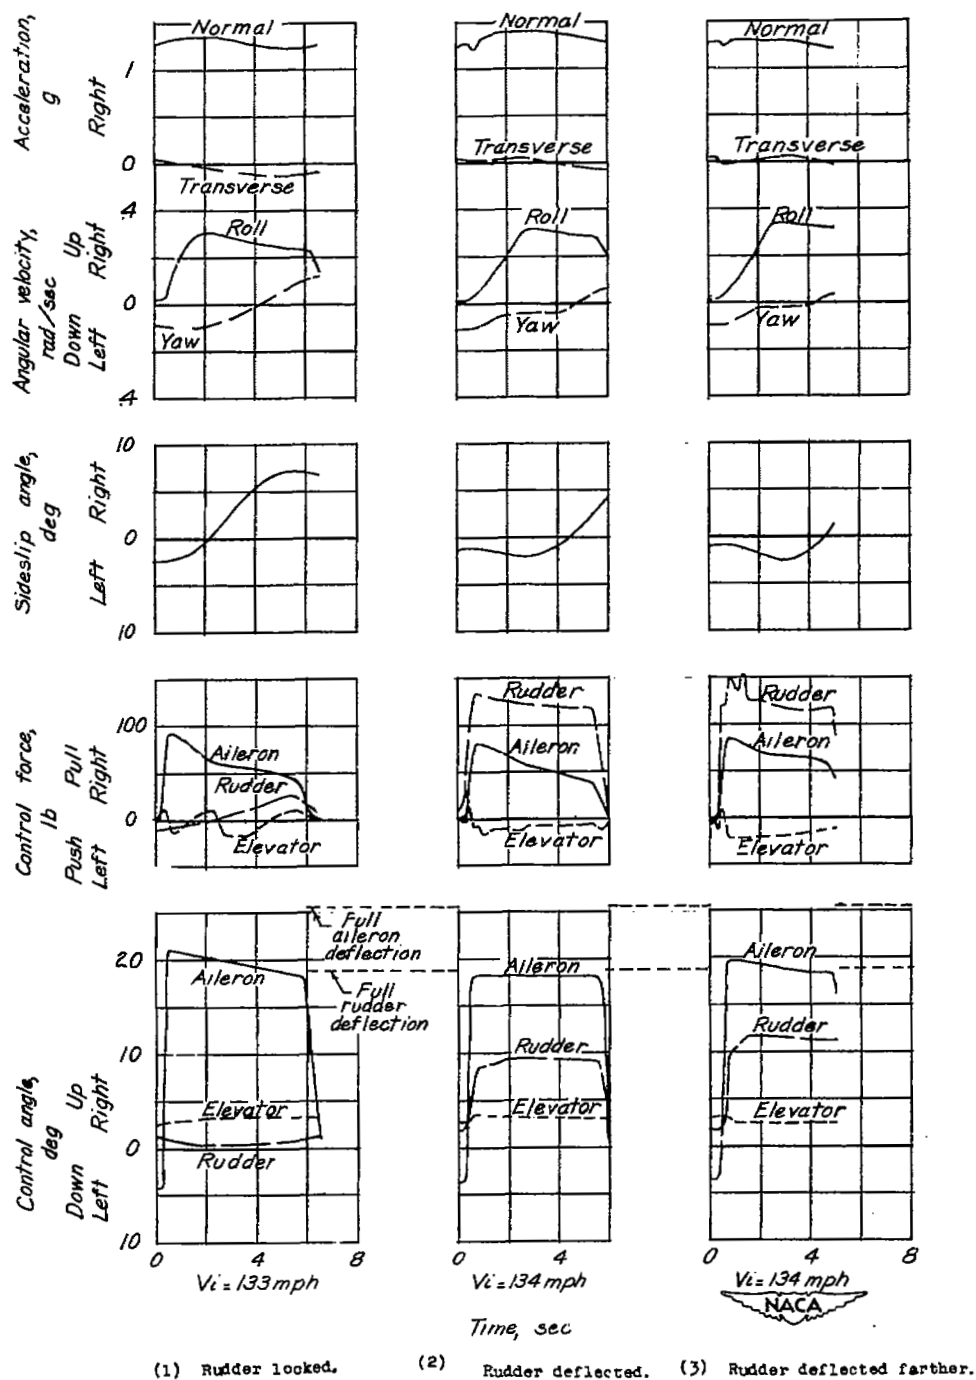 Acceleration, g
Right
1
0
Normal
Transverse
Normal
Transverse
Normal
Transverse
Angular velocity, rad/sec
Down Up
Left Right
.4
0
.4
Roll
Yaw
Roll
Yaw
Roll
Yaw
Sideslip angle, deg
Left Right
10
0
10
Control force, lb
Push Pull
Left Right
100
0
Aileron
Rudder
Elevator
Rudder
Aileron
Elevator
Rudder
Aileron
Elevator
Control angle, deg
Down Up
Left Right
20
10
0
10
Aileron
Elevator
Rudder
Full
aileron
deflection
Full
rudder
deflection
Aileron
Rudder
Elevator
Aileron
Rudder
Elevator
0 4 8
0 4
0 4 8
Vi = 133 mph
Vi = 134 mph
Vi = 134 mph
NACA
Time, sec
(1) Rudder locked.
(2) Rudder deflected.
(3) Rudder deflected farther.